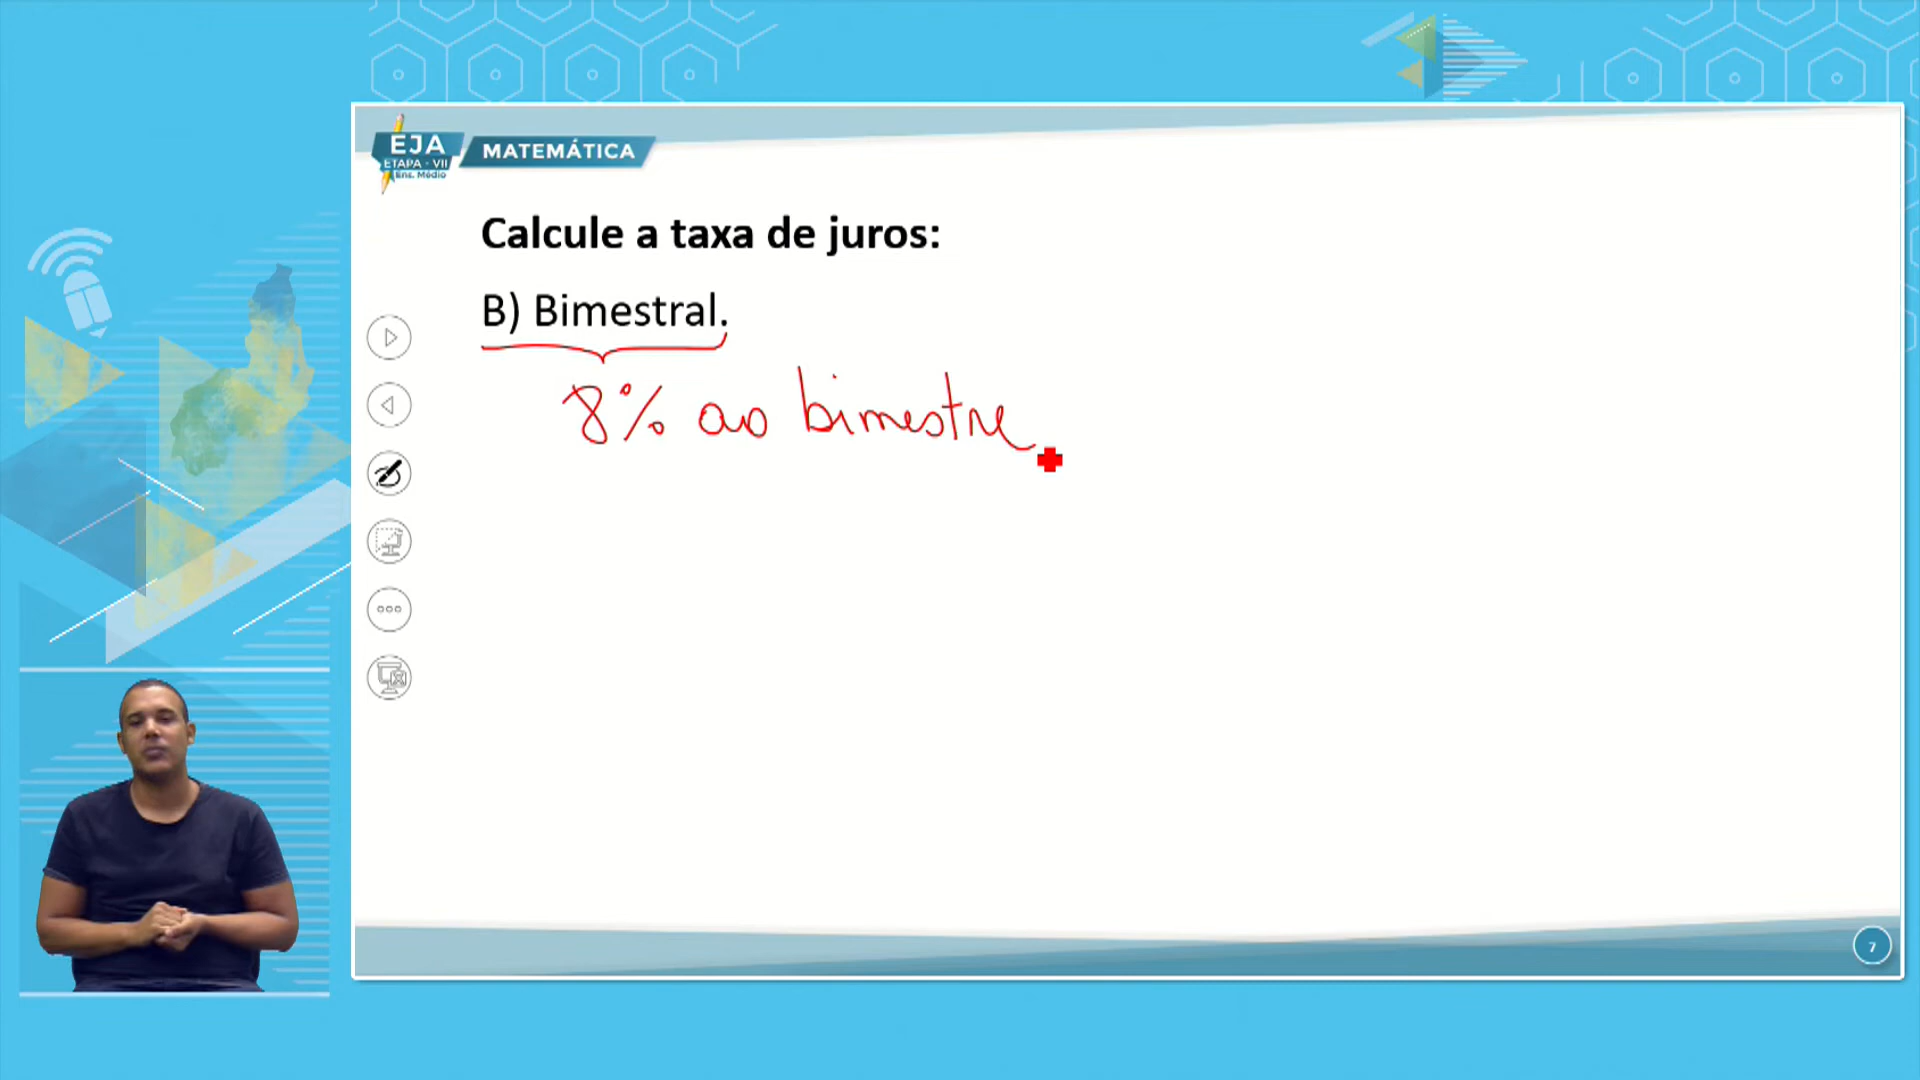 EJA
ETAPA - VII
Ens. Médio
MATEMÁTICA
Calcule a taxa de juros:
B) Bimestral.
8% ao bimestre
7